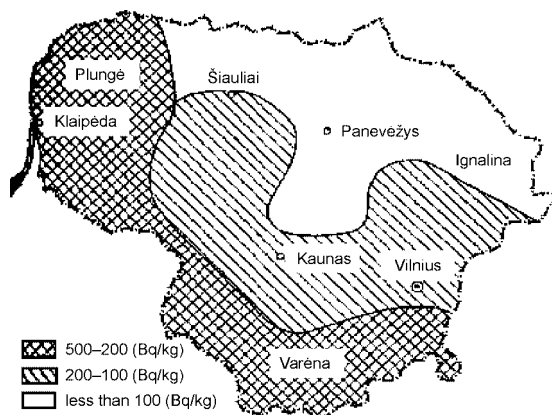 Plungė
Šiauliai
Klaipėda
Panevėžys
Ignalina
Kaunas
Vilnius
Varėna
500–200 (Bq/kg)
200–100 (Bq/kg)
less than 100 (Bq/kg)